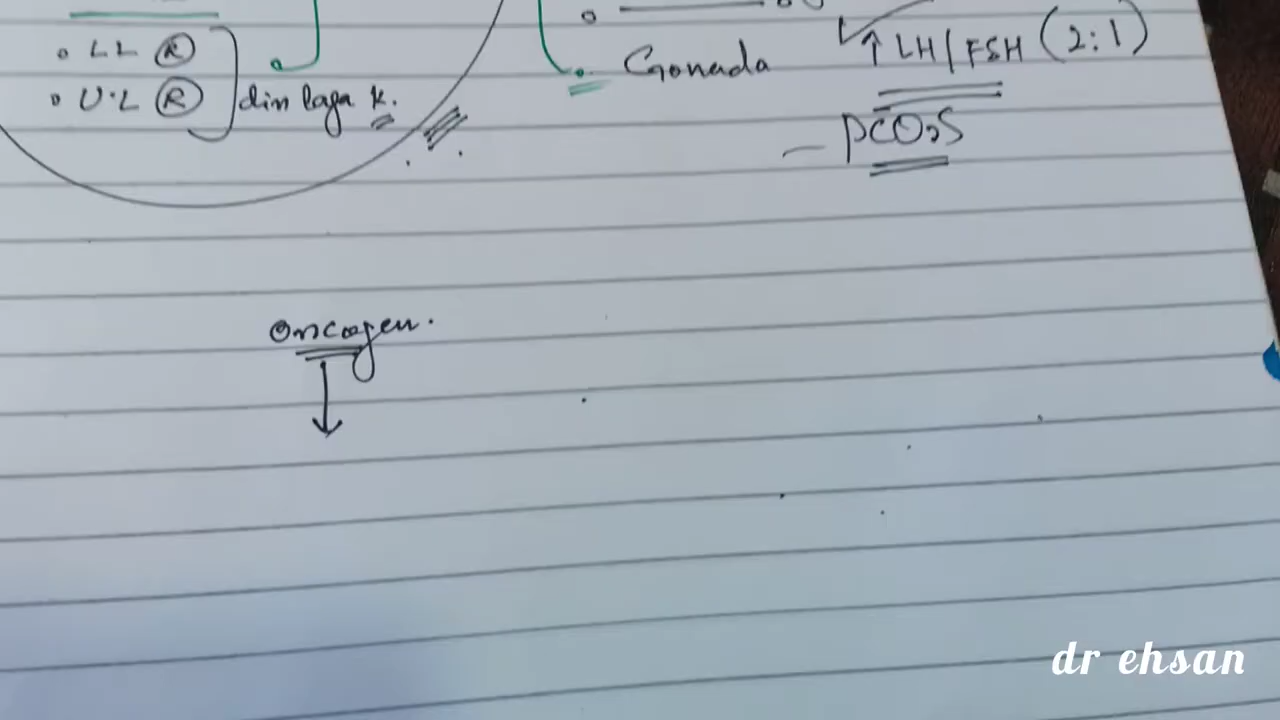 ∘ LL Ⓡ
∘ U.L Ⓡ
din laga k.
Gonada
↑ LH/FSH (2:1)
— PCOS
Oncogen.
↓
dr ehsan